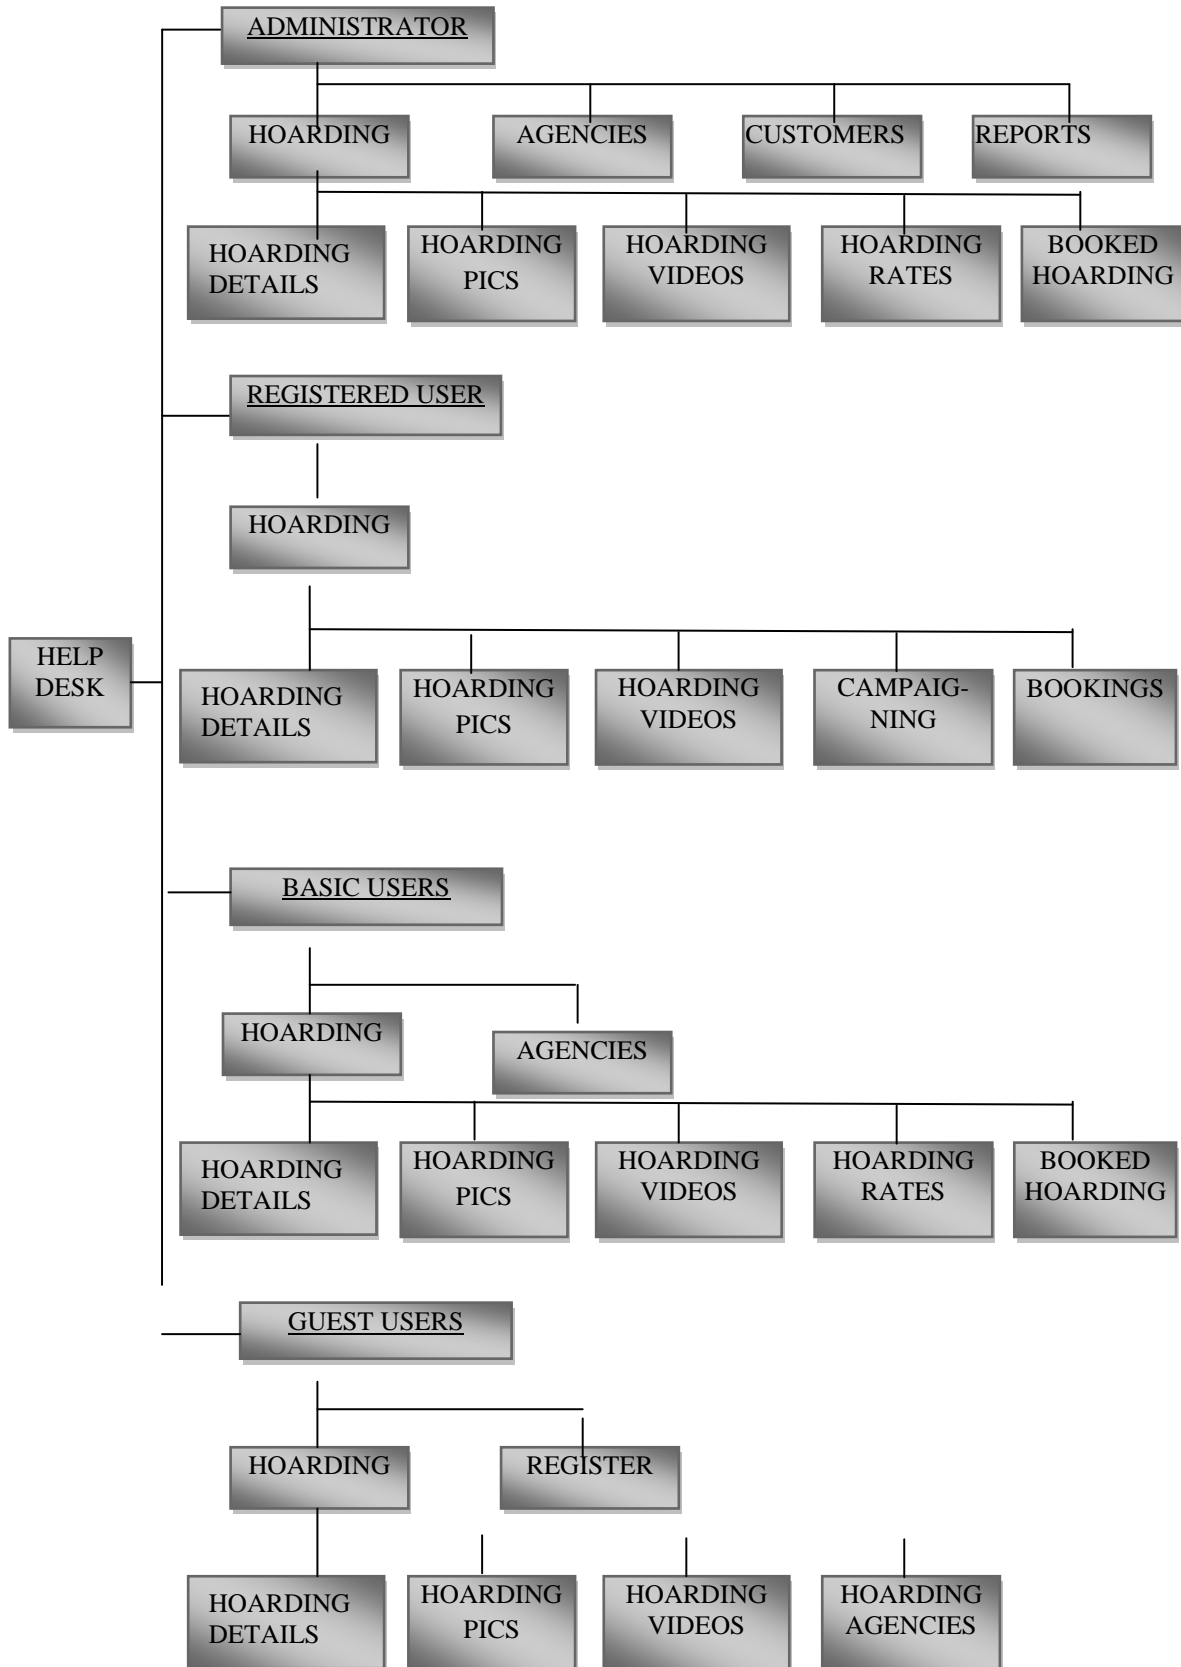 ADMINISTRATOR
HOARDING
AGENCIES
CUSTOMERS
REPORTS
HOARDING
DETAILS
HOARDING
PICS
HOARDING
VIDEOS
HOARDING
RATES
BOOKED
HOARDING
REGISTERED USER
HOARDING
HELP
DESK
HOARDING
DETAILS
HOARDING
PICS
HOARDING
VIDEOS
CAMPAIG-
NING
BOOKINGS
BASIC USERS
HOARDING
AGENCIES
HOARDING
DETAILS
HOARDING
PICS
HOARDING
VIDEOS
HOARDING
RATES
BOOKED
HOARDING
GUEST USERS
HOARDING
REGISTER
HOARDING
DETAILS
HOARDING
PICS
HOARDING
VIDEOS
HOARDING
AGENCIES